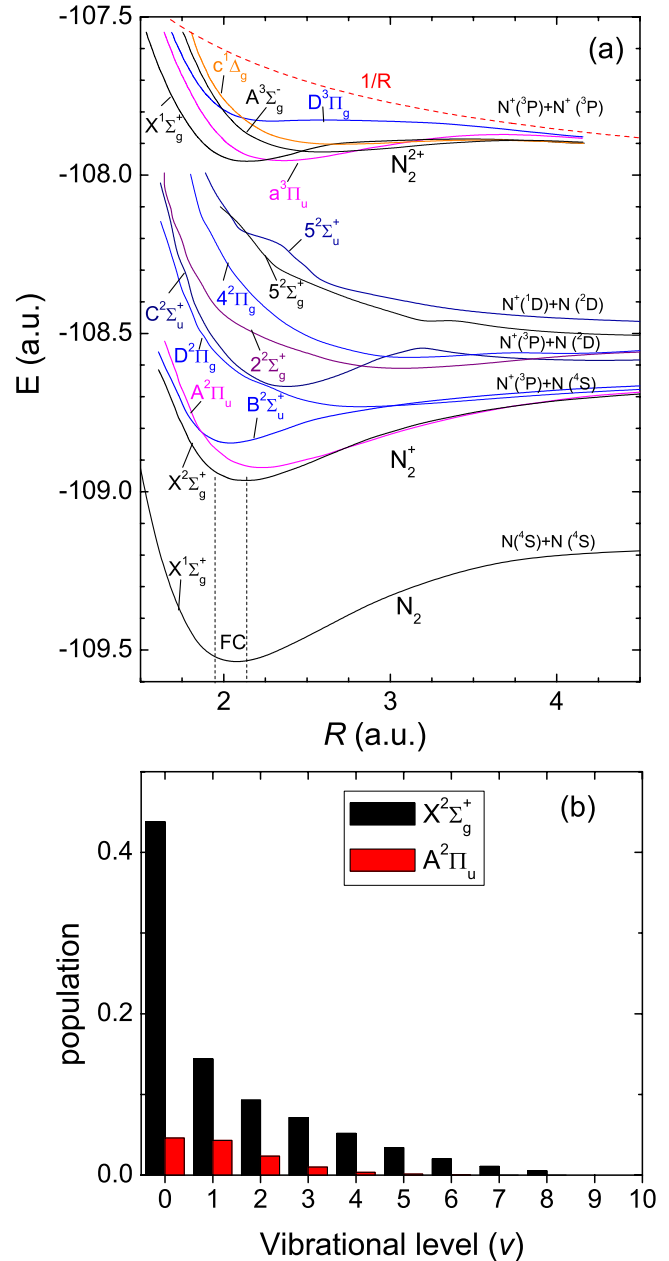 (a)
-107.5
-108.0
-108.5
-109.0
-109.5
E (a.u.)
1/R
c¹Δg
A³Σg⁻
D³Πg
N⁺(³P)+N⁺ (³P)
X¹Σg⁺
N₂²⁺
a³Πu
5²Σu⁺
5²Σg⁺
N⁺(¹D)+N (²D)
C²Σu⁺
4²Πg
N⁺(³P)+N (²D)
D²Πg
2²Σg⁺
A²Πu
B²Σu⁺
N⁺(³P)+N (⁴S)
X²Σg⁺
N₂⁺
N(⁴S)+N (⁴S)
X¹Σg⁺
FC
N₂
2 3 4
R (a.u.)
(b)
X²Σg⁺
A²Πu
0.4
0.2
0.0
population
0 1 2 3 4 5 6 7 8 9 10
Vibrational level (v)